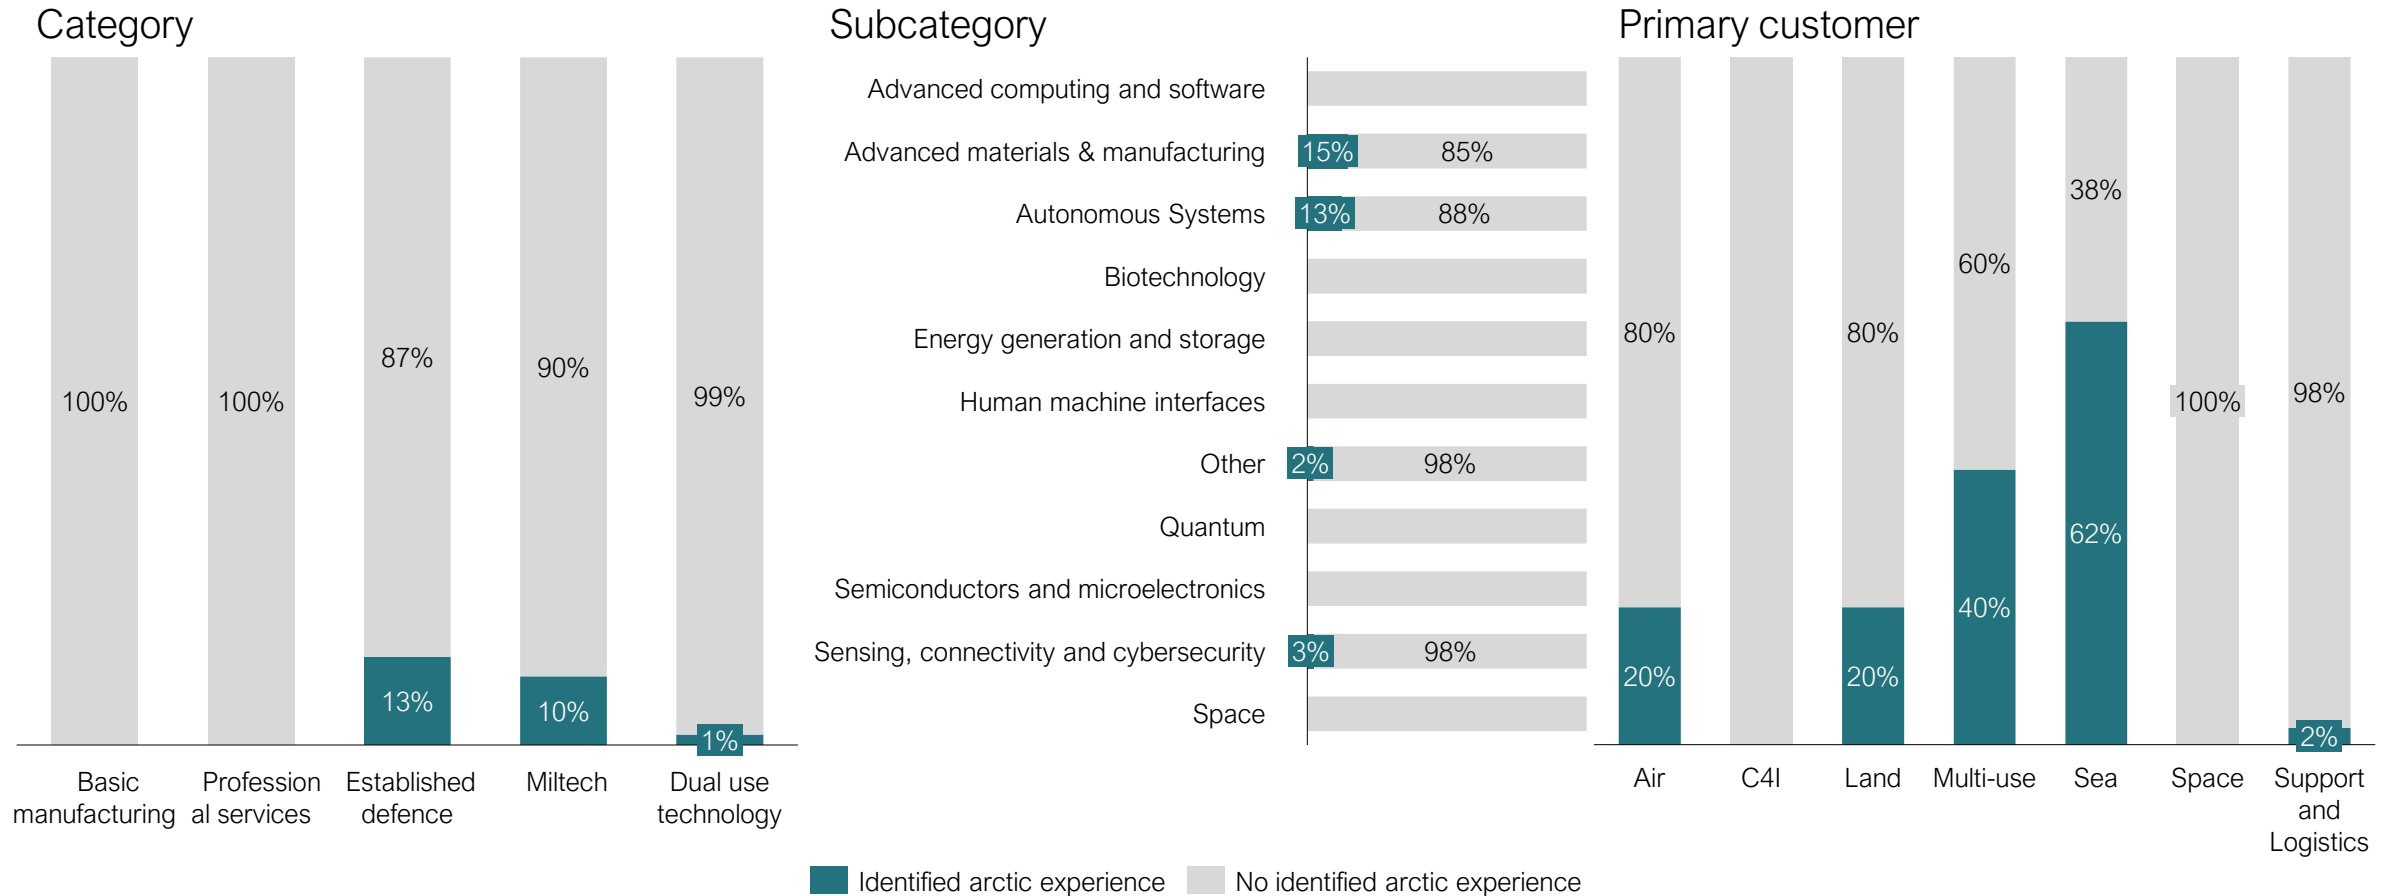 Category
100%
100%
87%
13%
90%
10%
99%
1%
Basic
manufacturing
Profession
al services
Established
defence
Miltech
Dual use
technology
Subcategory
Advanced computing and software
Advanced materials & manufacturing 15% 85%
Autonomous Systems 13% 88%
Biotechnology
Energy generation and storage
Human machine interfaces
Other 2% 98%
Quantum
Semiconductors and microelectronics
Sensing, connectivity and cybersecurity 3% 98%
Space
Primary customer
80%
20%
80%
20%
60%
40%
38%
62%
100%
98%
2%
Air
C4I
Land
Multi-use
Sea
Space
Support
and
Logistics
Identified arctic experience
No identified arctic experience